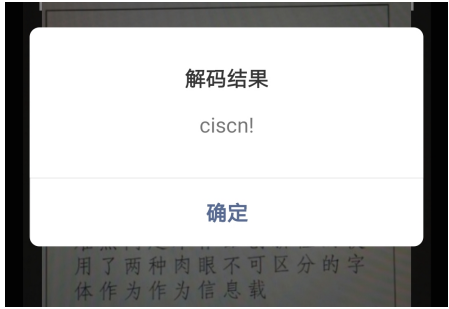 解码结果
ciscn!
确定
用了两种肉眼不可区分的字
体作为作为信息载